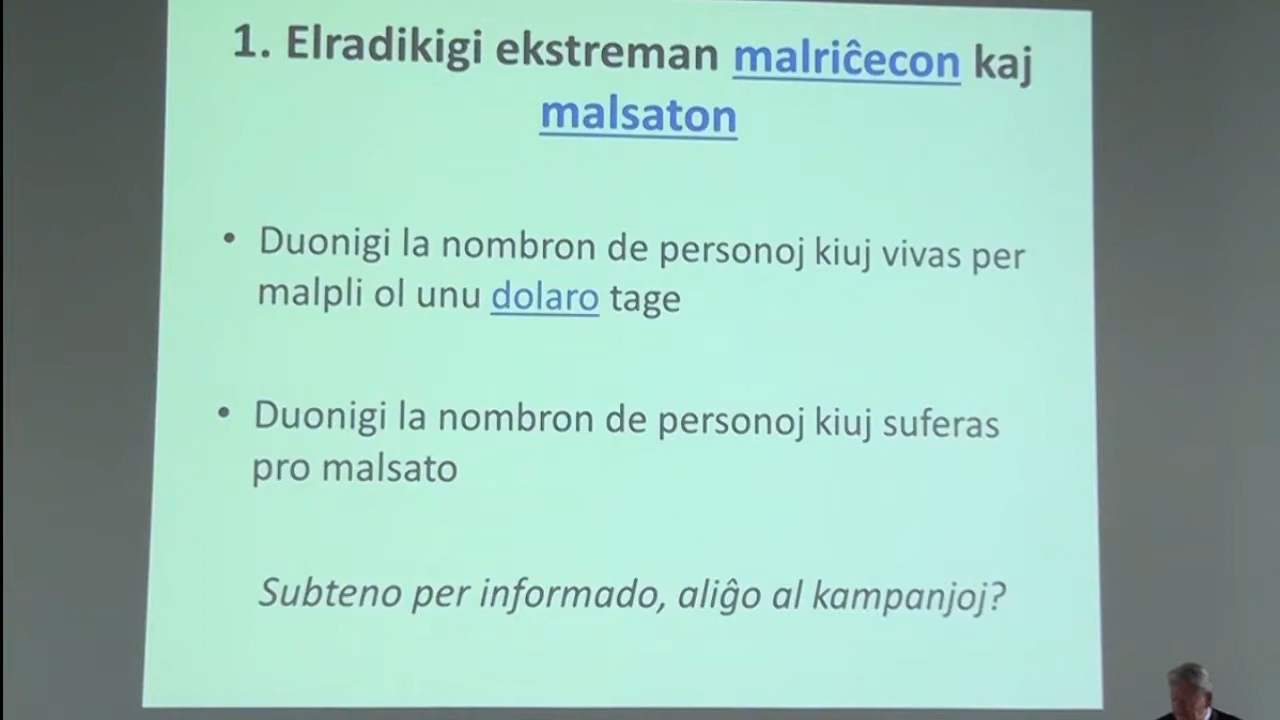 1. Elradikigi ekstreman malriĉecon kaj
malsaton
• Duonigi la nombron de personoj kiuj vivas per
malpli ol unu dolaro tage
• Duonigi la nombron de personoj kiuj suferas
pro malsato
Subteno per informado, aliĝo al kampanjoj?